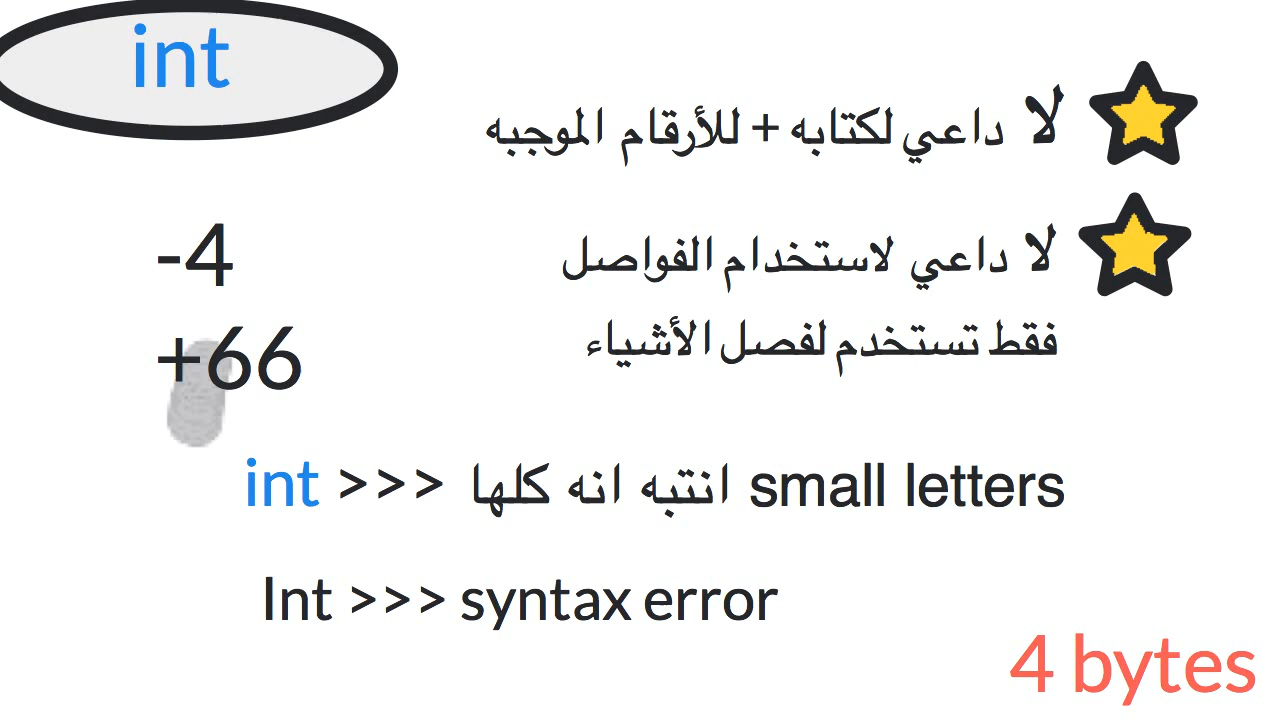 int
لا داعي لكتابه + للأرقام الموجبه
-4
لا داعي لاستخدام الفواصل
+66
فقط تستخدم لفصل الأشياء
int >>> انتبه انه كلها small letters
Int >>> syntax error
4 bytes